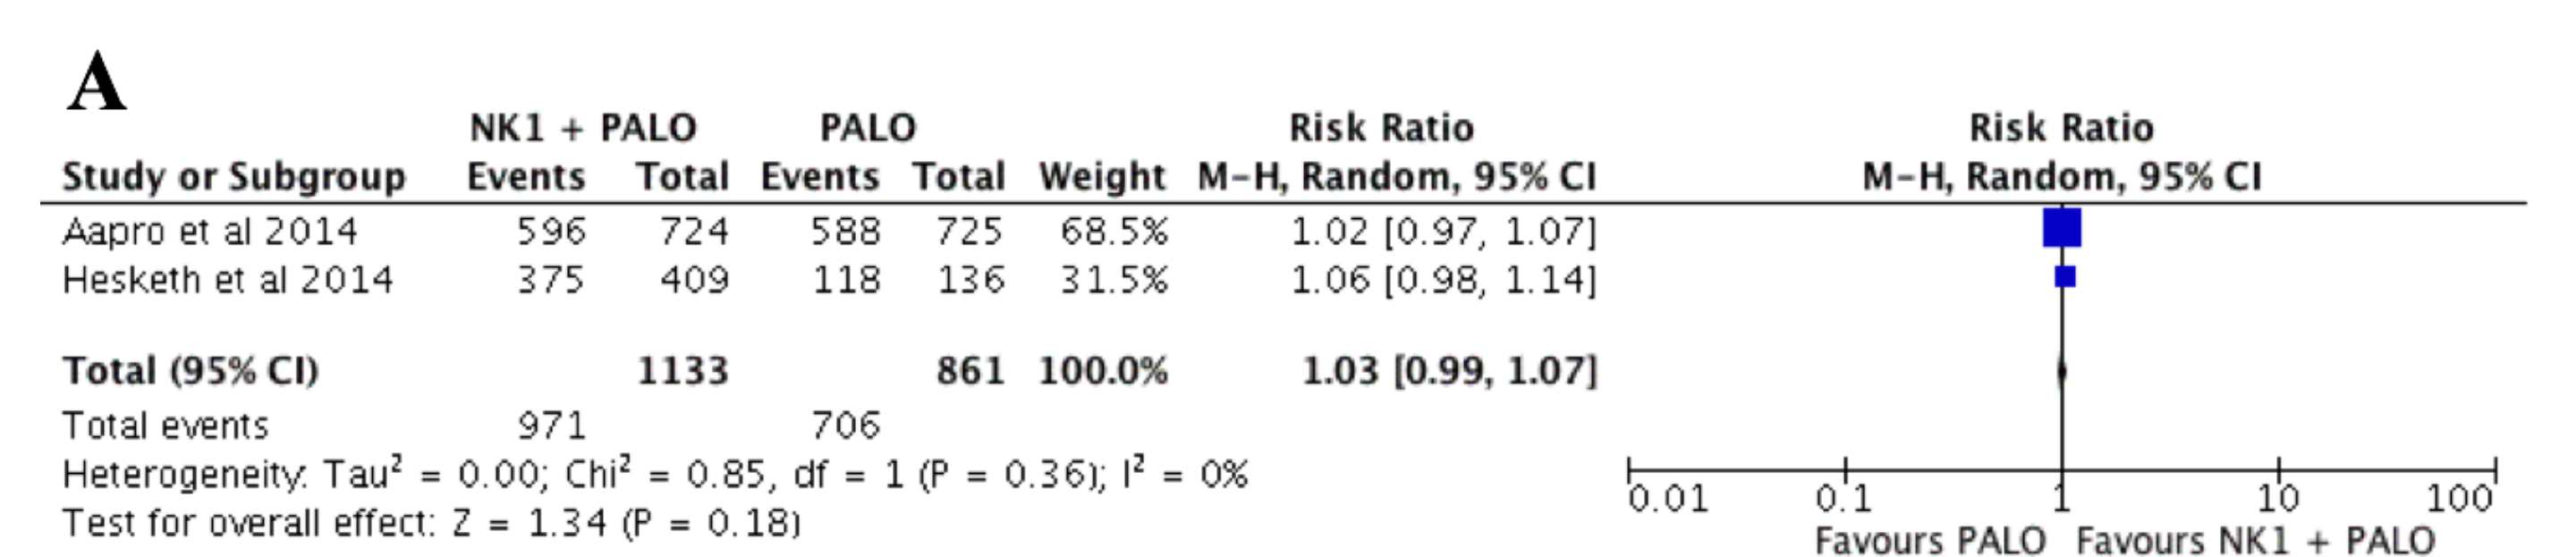 A
NK1 + PALO PALO Risk Ratio Risk Ratio
Study or Subgroup Events Total Events Total Weight M-H, Random, 95% CI M-H, Random, 95% CI
Aapro et al 2014 596 724 588 725 68.5% 1.02 [0.97, 1.07]
Hesketh et al 2014 375 409 118 136 31.5% 1.06 [0.98, 1.14]
Total (95% CI) 1133 861 100.0% 1.03 [0.99, 1.07]
Total events 971 706
Heterogeneity: Tau² = 0.00; Chi² = 0.85, df = 1 (P = 0.36); I² = 0%
Test for overall effect: Z = 1.34 (P = 0.18)
0.01 0.1 1 10 100
Favours PALO Favours NK1 + PALO